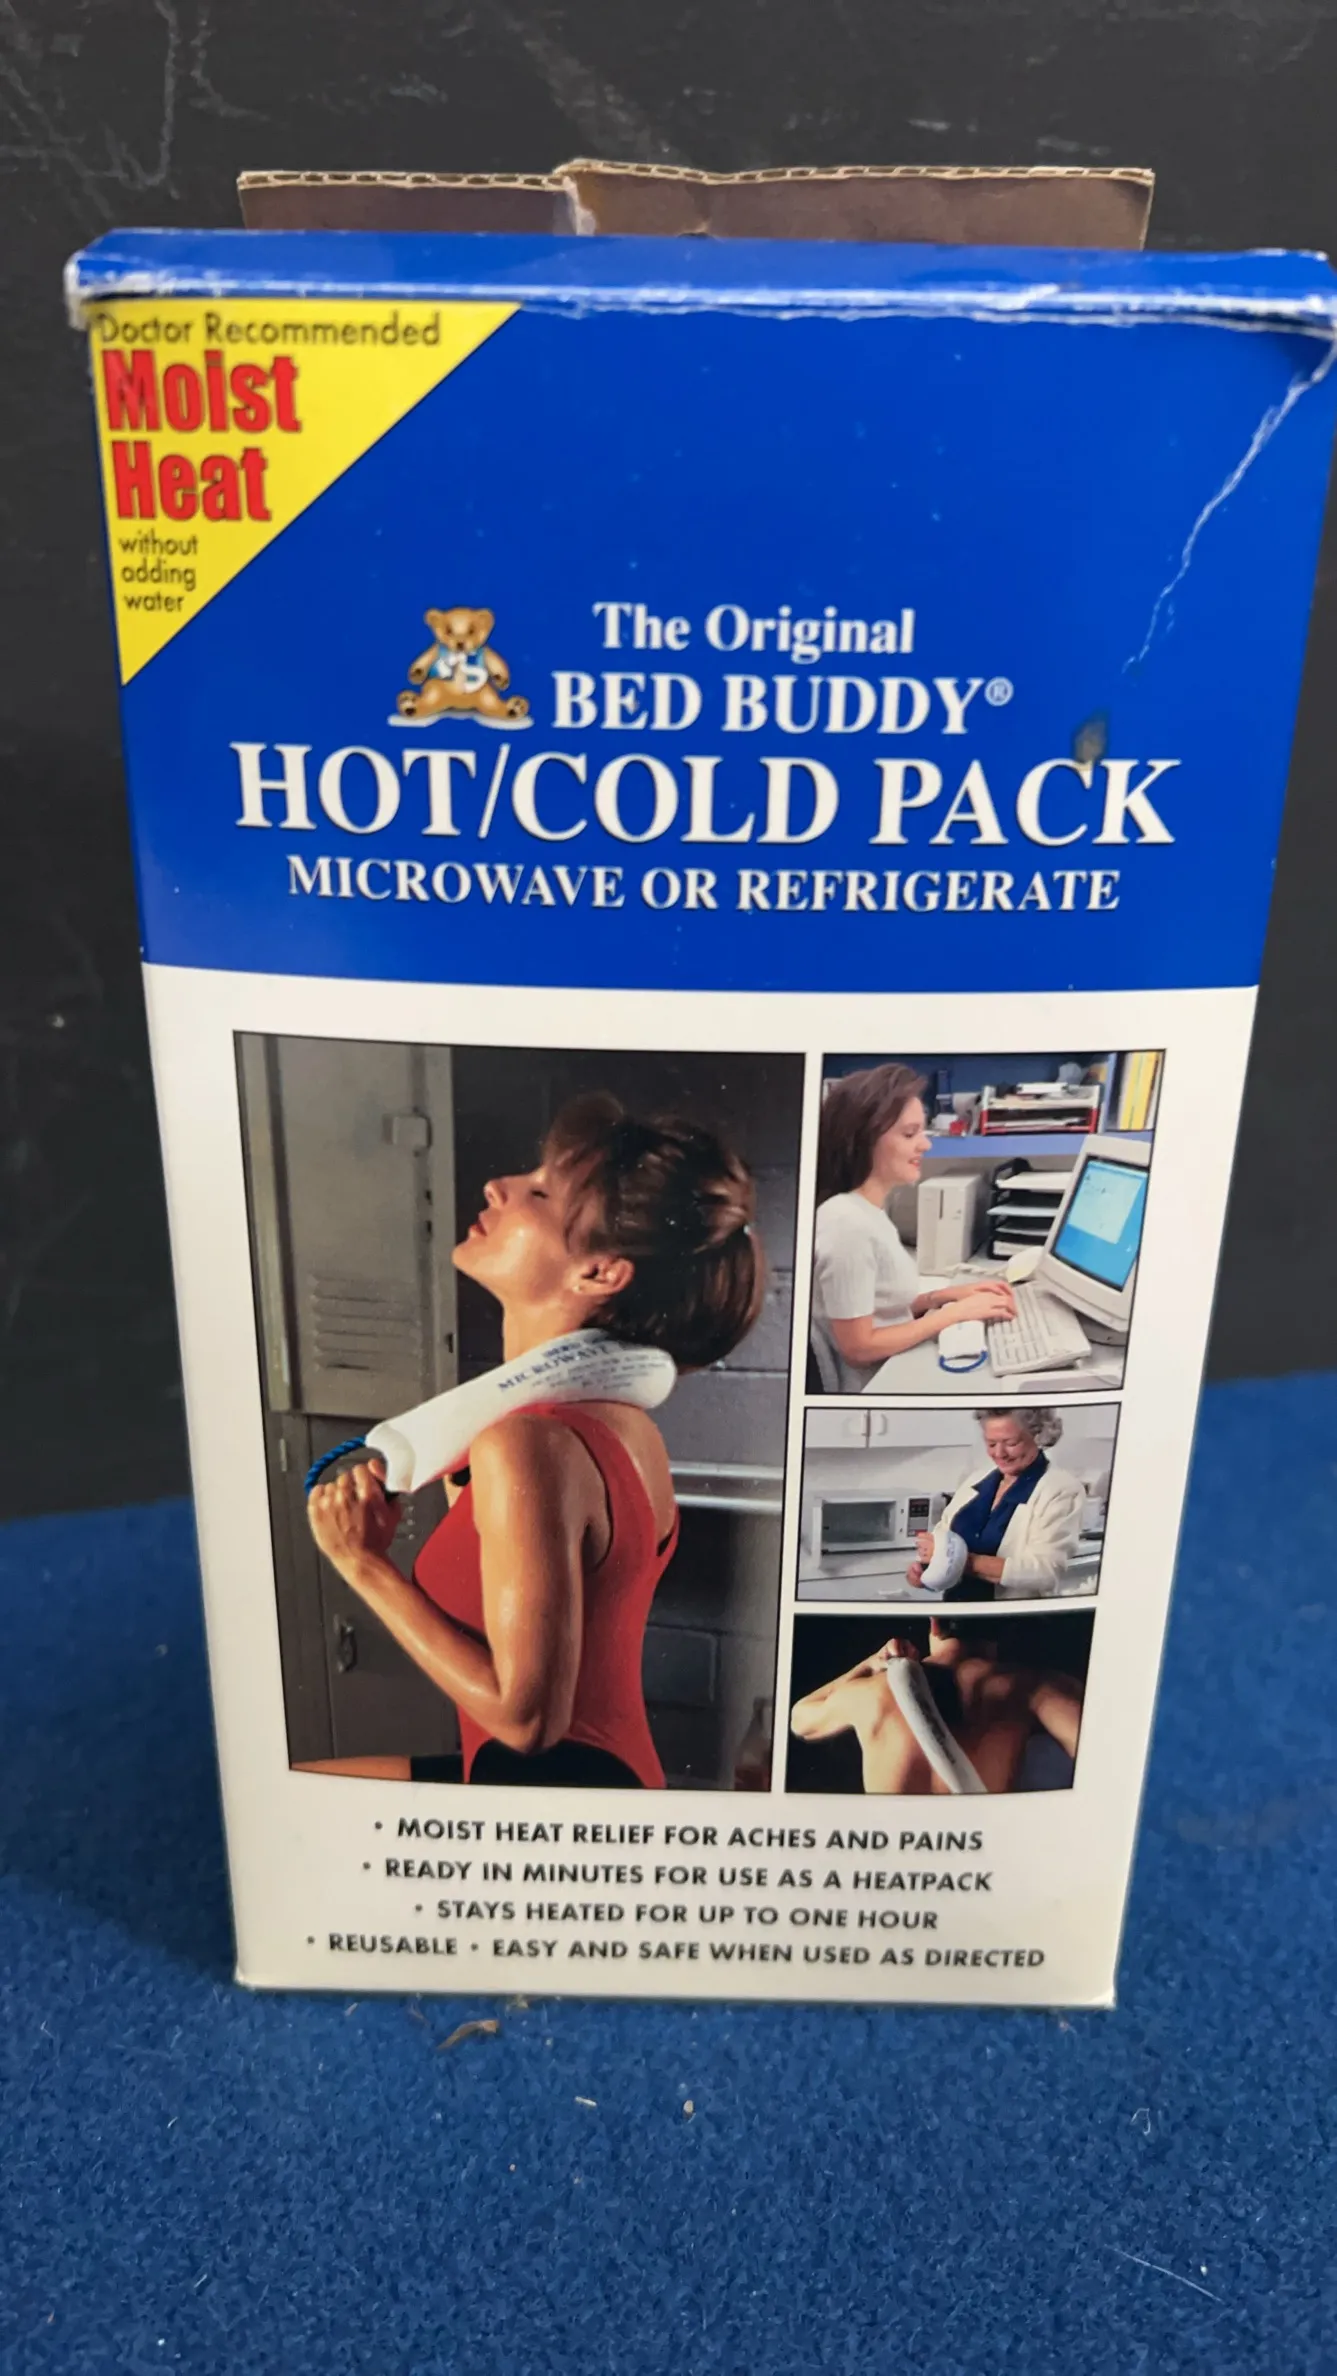 Doctor Recommended
Moist
Heat
without
adding
water
The Original
BED BUDDY®
HOT/COLD PACK
MICROWAVE OR REFRIGERATE
MICROWAVE
• MOIST HEAT RELIEF FOR ACHES AND PAINS
• READY IN MINUTES FOR USE AS A HEATPACK
• STAYS HEATED FOR UP TO ONE HOUR
• REUSABLE • EASY AND SAFE WHEN USED AS DIRECTED